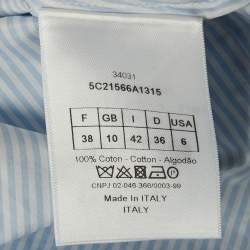 34031
5C21566A1315
F GB I D USA
38 10 42 36 6
100% Coton - Cotton - Algodão
CNPJ 02-046-366/0003-99
Made In ITALY
ITALY